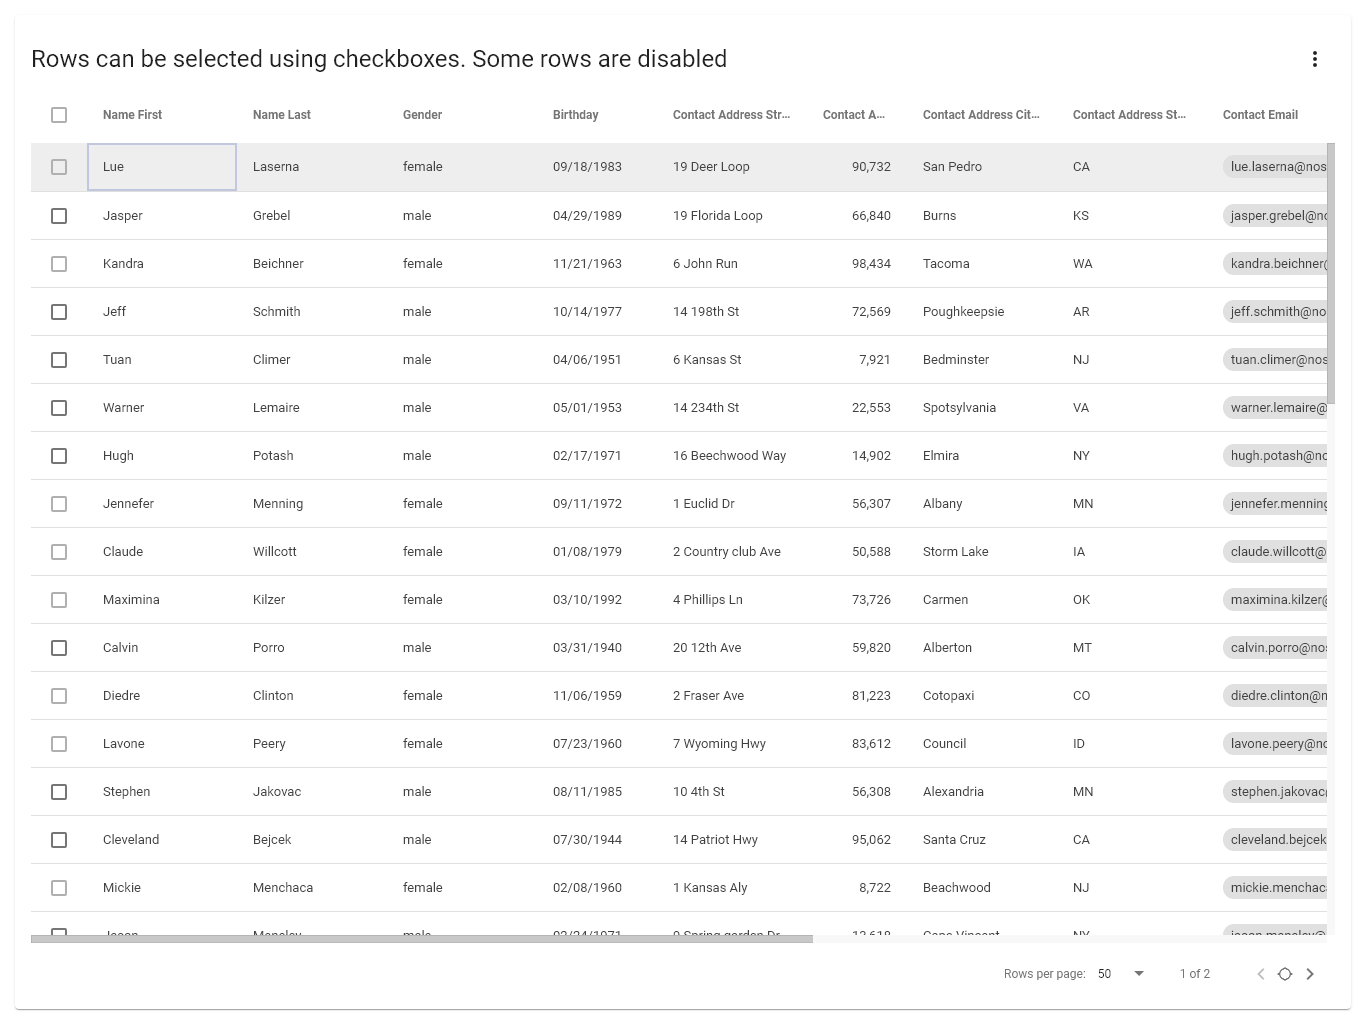 Rows can be selected using checkboxes. Some rows are disabled
Name First Name Last Gender Birthday Contact Address Str... Contact A... Contact Address Cit... Contact Address St... Contact Email
Lue Laserna female 09/18/1983 19 Deer Loop 90,732 San Pedro CA lue.laserna@nos
Jasper Grebel male 04/29/1989 19 Florida Loop 66,840 Burns KS jasper.grebel@no
Kandra Beichner female 11/21/1963 6 John Run 98,434 Tacoma WA kandra.beichner@
Jeff Schmith male 10/14/1977 14 198th St 72,569 Poughkeepsie AR jeff.schmith@no
Tuan Climer male 04/06/1951 6 Kansas St 7,921 Bedminster NJ tuan.climer@nos
Warner Lemaire male 05/01/1953 14 234th St 22,553 Spotsylvania VA warner.lemaire@
Hugh Potash male 02/17/1971 16 Beechwood Way 14,902 Elmira NY hugh.potash@no
Jennefer Menning female 09/11/1972 1 Euclid Dr 56,307 Albany MN jennefer.menning
Claude Willcott female 01/08/1979 2 Country club Ave 50,588 Storm Lake IA claude.willcott@
Maximina Kilzer female 03/10/1992 4 Phillips Ln 73,726 Carmen OK maximina.kilzer@
Calvin Porro male 03/31/1940 20 12th Ave 59,820 Alberton MT calvin.porro@nos
Diedre Clinton female 11/06/1959 2 Fraser Ave 81,223 Cotopaxi CO diedre.clinton@n
Lavone Peery female 07/23/1960 7 Wyoming Hwy 83,612 Council ID lavone.peery@no
Stephen Jakovac male 08/11/1985 10 4th St 56,308 Alexandria MN stephen.jakovac@
Cleveland Bejcek male 07/30/1944 14 Patriot Hwy 95,062 Santa Cruz CA cleveland.bejcek
Mickie Menchaca female 02/08/1960 1 Kansas Aly 8,722 Beachwood NJ mickie.menchac
Rows per page: 50 1 of 2